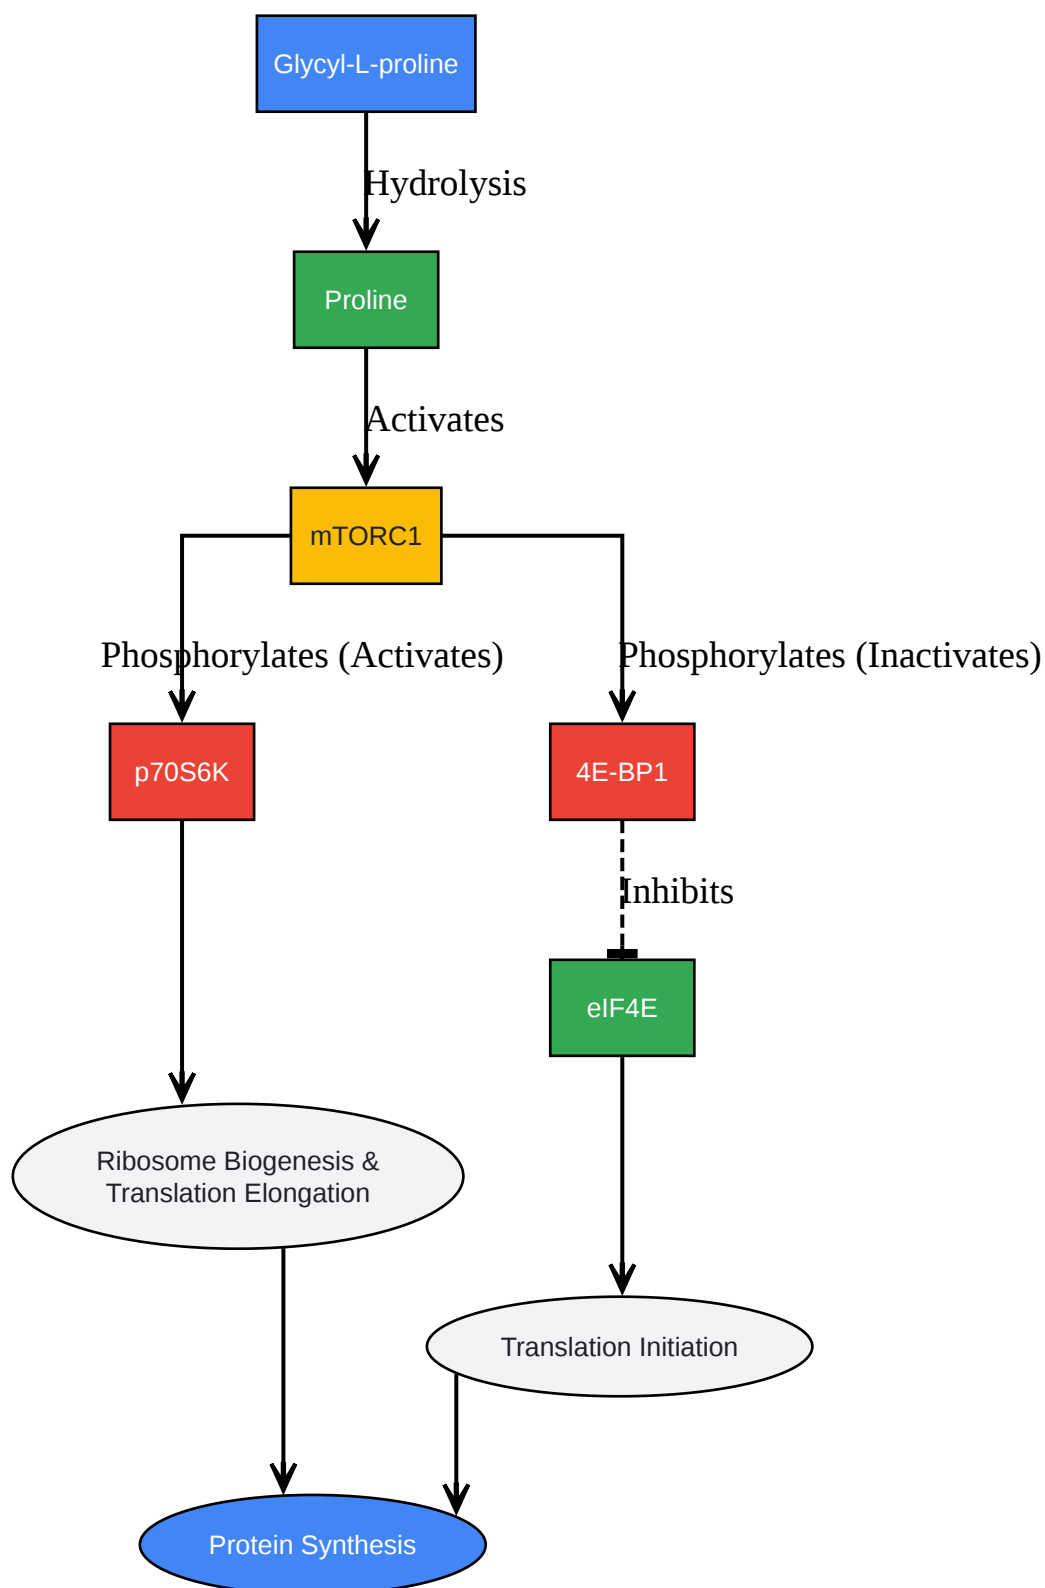 Glycyl-L-proline
Hydrolysis
Proline
Activates
mTORC1
Phosphorylates (Activates)
Phosphorylates (Inactivates)
p70S6K
4E-BP1
Inhibits
eIF4E
Ribosome Biogenesis &
Translation Elongation
Translation Initiation
Protein Synthesis